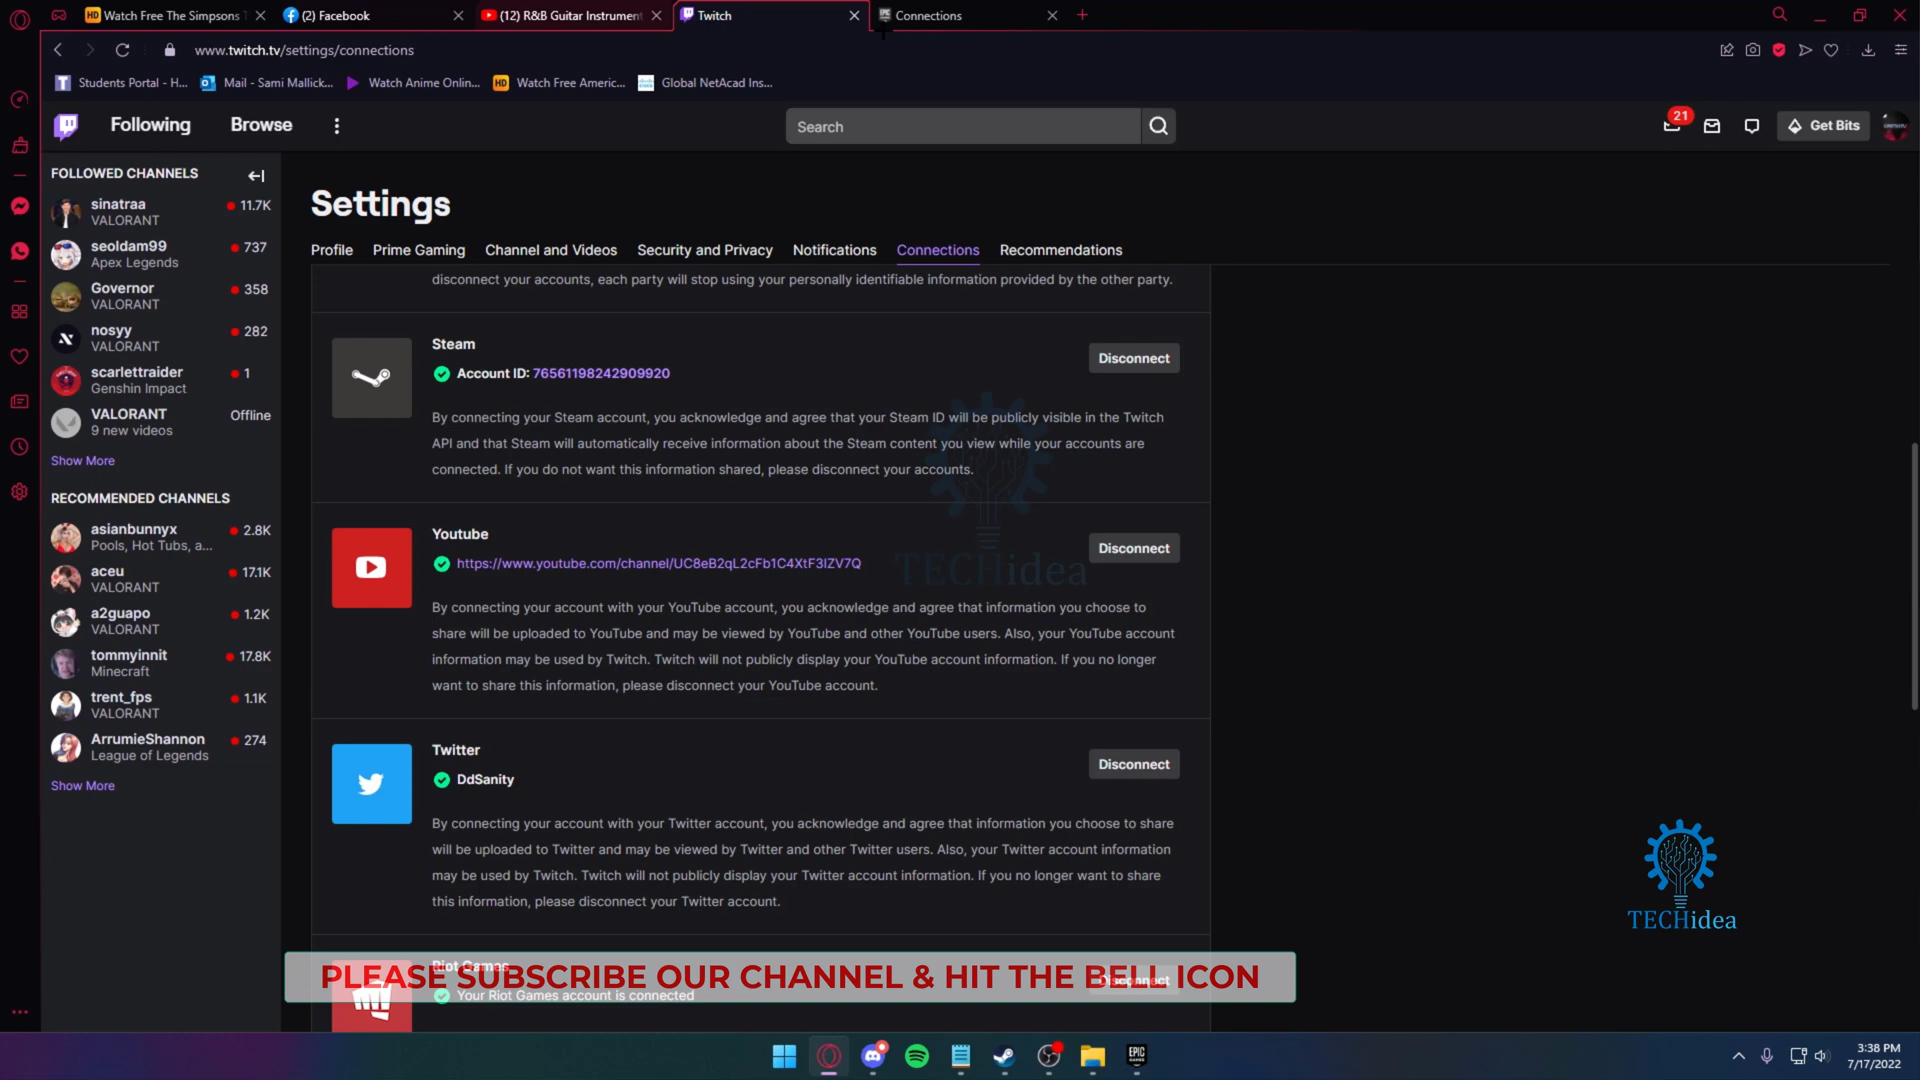 HD Watch Free The Simpsons
(2) Facebook
(12) R&B Guitar Instrument
Twitch
Connections
www.twitch.tv/settings/connections
Students Portal - H...
Mail - Sami Mallick...
Watch Anime Onlin...
HD Watch Free Americ...
Global NetAcad Ins...
Following
Browse
Search
21
Get Bits
FOLLOWED CHANNELS
sinatraa
11.7K
VALORANT
seoldam99
737
Apex Legends
Governor
358
VALORANT
nosyy
282
VALORANT
scarlettraider
1
Genshin Impact
VALORANT
Offline
9 new videos
Show More
RECOMMENDED CHANNELS
asianbunnyx
2.8K
Pools, Hot Tubs, a...
aceu
17.1K
VALORANT
a2guapo
1.2K
VALORANT
tommyinnit
17.8K
Minecraft
trent_fps
1.1K
VALORANT
ArrumieShannon
274
League of Legends
Show More
Settings
Profile
Prime Gaming
Channel and Videos
Security and Privacy
Notifications
Connections
Recommendations
disconnect your accounts, each party will stop using your personally identifiable information provided by the other party.
Steam
Disconnect
Account ID: 76561198242909920
By connecting your Steam account, you acknowledge and agree that your Steam ID will be publicly visible in the Twitch
API and that Steam will automatically receive information about the Steam content you view while your accounts are
connected. If you do not want this information shared, please disconnect your accounts.
Youtube
Disconnect
https://www.youtube.com/channel/UC8eB2qL2cFb1C4XtF3lZV7Q
TECHidea
By connecting your account with your YouTube account, you acknowledge and agree that information you choose to
share will be uploaded to YouTube and may be viewed by YouTube and other YouTube users. Also, your YouTube account
information may be used by Twitch. Twitch will not publicly display your YouTube account information. If you no longer
want to share this information, please disconnect your YouTube account.
Twitter
Disconnect
DdSanity
By connecting your account with your Twitter account, you acknowledge and agree that information you choose to share
will be uploaded to Twitter and may be viewed by Twitter and other Twitter users. Also, your Twitter account information
may be used by Twitch. Twitch will not publicly display your Twitter account information. If you no longer want to share
this information, please disconnect your Twitter account.
TECHidea
Riot Games
Disconnect
PLEASE SUBSCRIBE OUR CHANNEL & HIT THE BELL ICON
Your Riot Games account is connected
EPIC
3:38 PM
7/17/2022